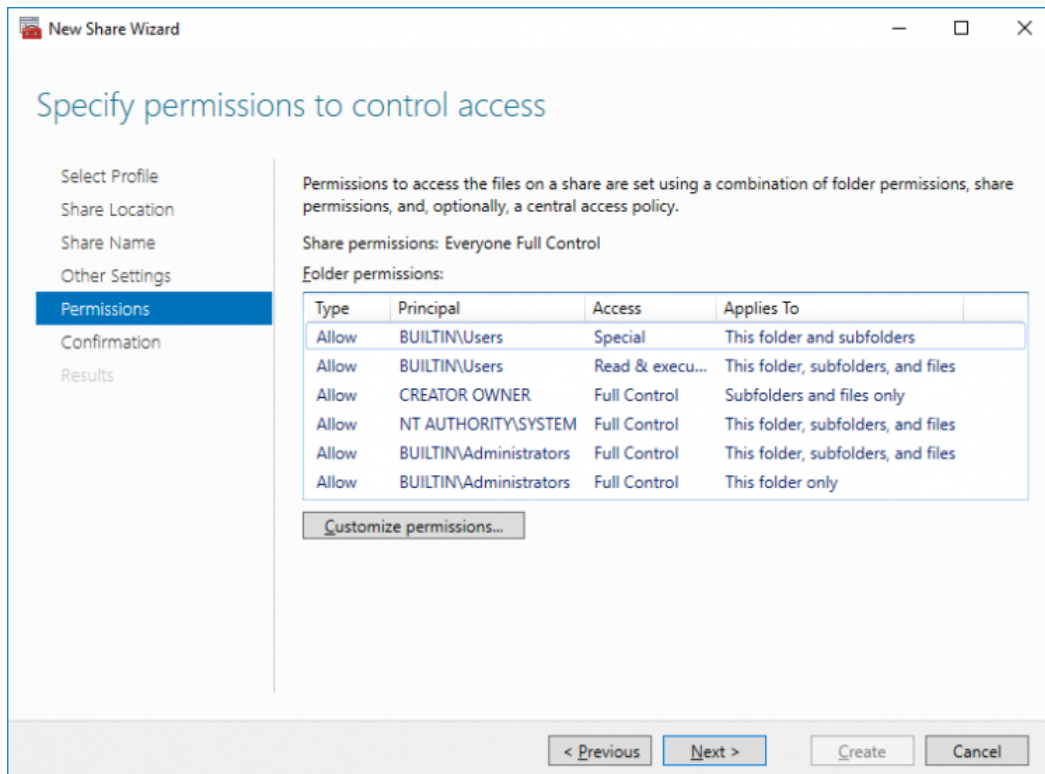 New Share Wizard
Specify permissions to control access
Select Profile
Share Location
Share Name
Other Settings
Permissions
Confirmation
Results
Permissions to access the files on a share are set using a combination of folder permissions, share
permissions, and, optionally, a central access policy.
Share permissions: Everyone Full Control
Folder permissions:
Type Principal Access Applies To
Allow BUILTIN\Users Special This folder and subfolders
Allow BUILTIN\Users Read & execu... This folder, subfolders, and files
Allow CREATOR OWNER Full Control Subfolders and files only
Allow NT AUTHORITY\SYSTEM Full Control This folder, subfolders, and files
Allow BUILTIN\Administrators Full Control This folder, subfolders, and files
Allow BUILTIN\Administrators Full Control This folder only
Customize permissions...
< Previous Next > Create Cancel